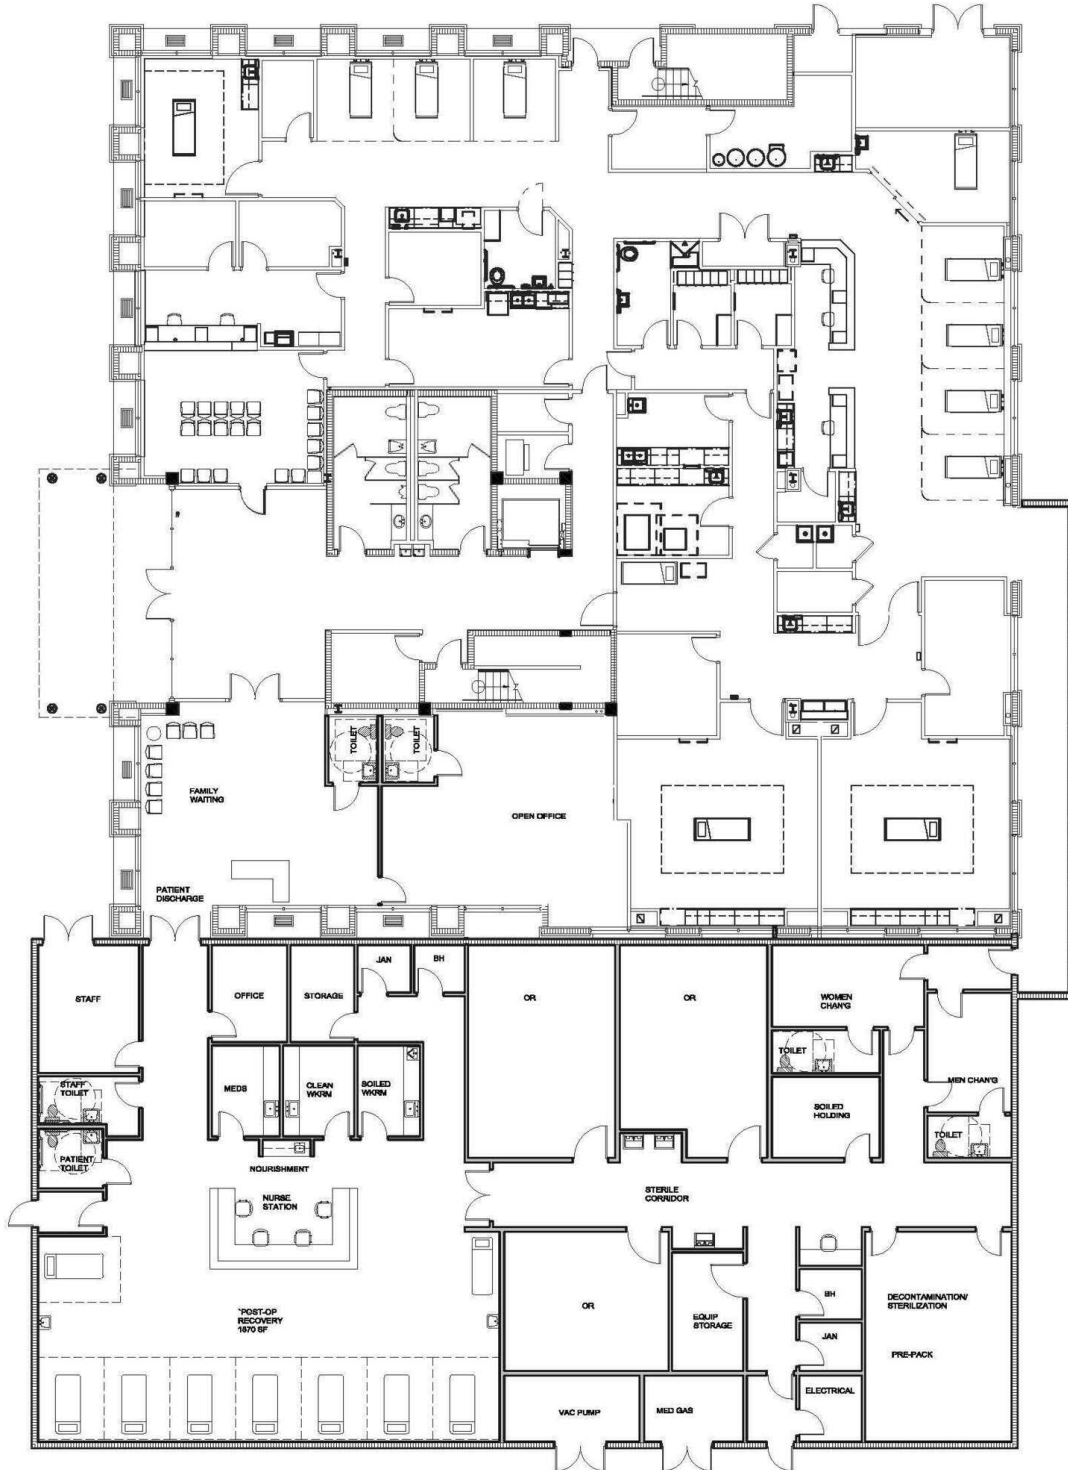 TOILET
TOILET
FAMILY
WAITING
OPEN OFFICE
PATIENT
DISCHARGE
JAN
BH
STAFF
OFFICE
STORAGE
OR
OR
WOMEN
CHAN'G
TOILET
STAFF
TOILET
MEDS
CLEAN
WKRM
SOILED
WKRM
SOILED
HOLDING
MEN CHAN'G
TOILET
PATIENT
TOILET
NOURISHMENT
NURSE
STATION
STERILE
CORRIDOR
*POST-OP
RECOVERY
1870 SF
OR
EQUIP
STORAGE
BH
DECONTAMINATION/
STERILIZATION
JAN
PRE-PACK
ELECTRICAL
VAC PUMP
MED GAS